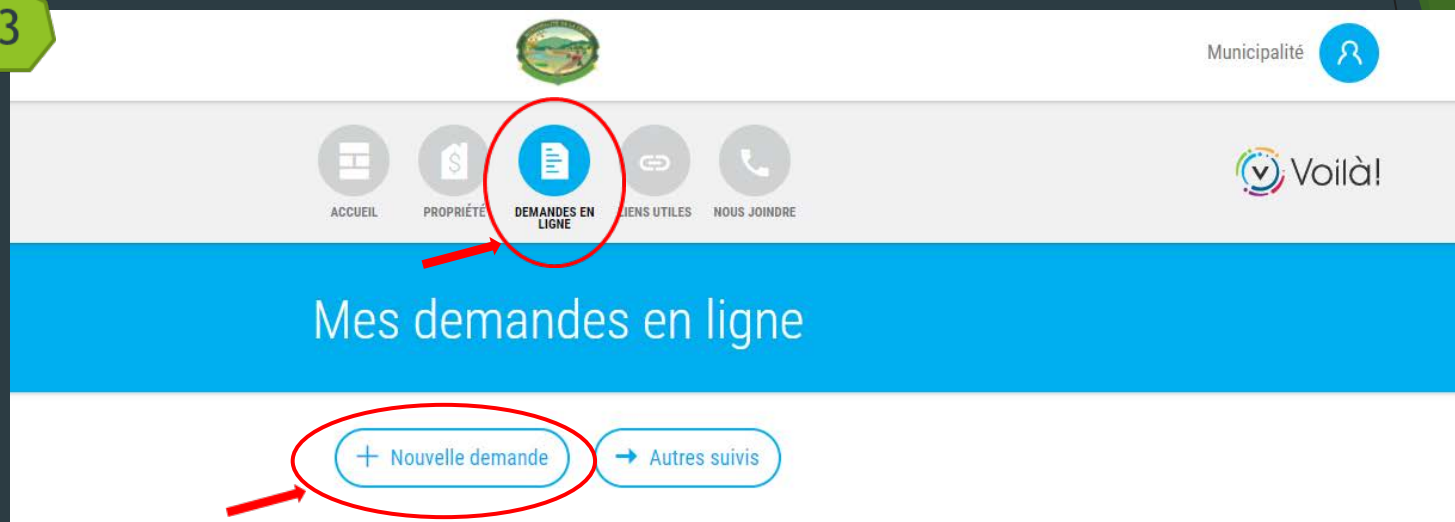 3
Municipalité
ACCUEIL
PROPRIÉTÉ
DEMANDES EN
LIGNE
LIENS UTILES
NOUS JOINDRE
Voilà!
Mes demandes en ligne
+ Nouvelle demande
→ Autres suivis